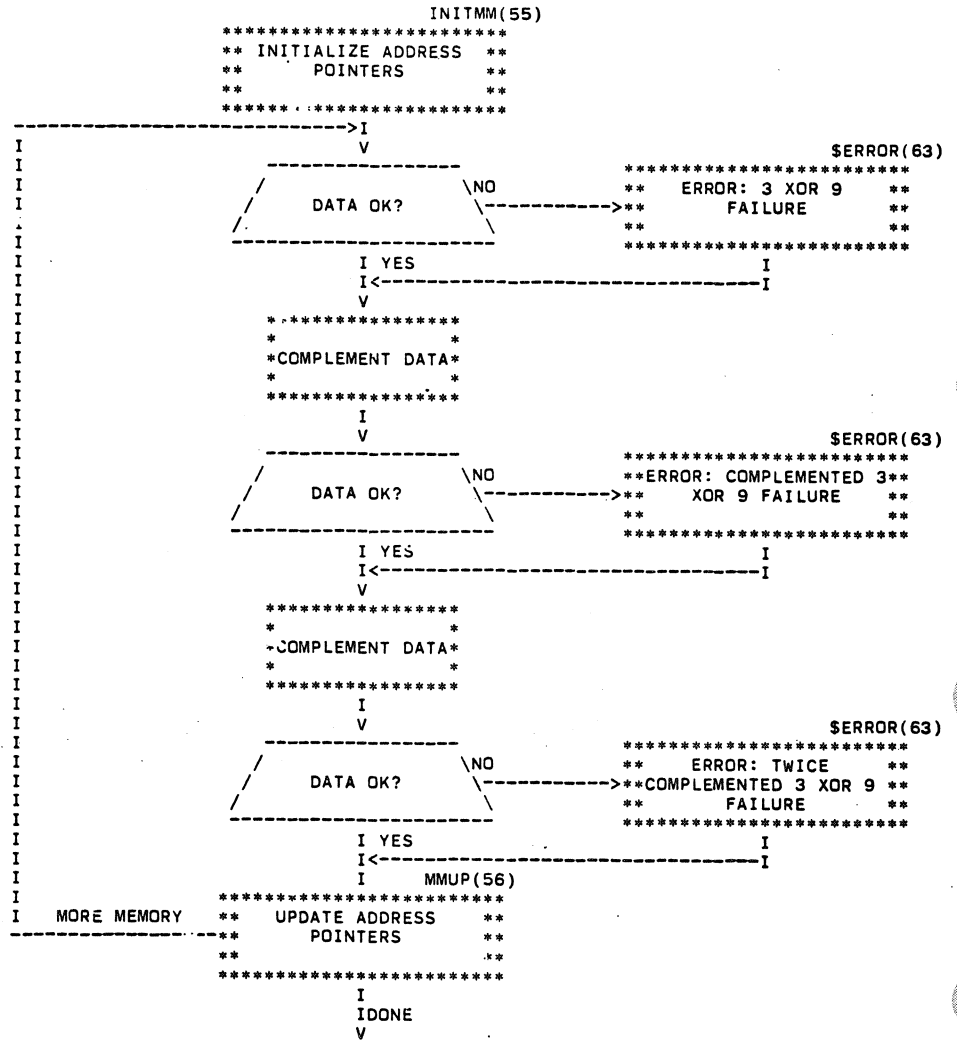 INITMM(55)
INITIALIZE ADDRESS
POINTERS
$ERROR(63)
DATA OK?
NO
ERROR: 3 XOR 9
FAILURE
YES
COMPLEMENT DATA
$ERROR(63)
DATA OK?
NO
ERROR: COMPLEMENTED 3
XOR 9 FAILURE
YES
COMPLEMENT DATA
$ERROR(63)
DATA OK?
NO
ERROR: TWICE
COMPLEMENTED 3 XOR 9
FAILURE
YES
MMUP(56)
MORE MEMORY
UPDATE ADDRESS
POINTERS
DONE